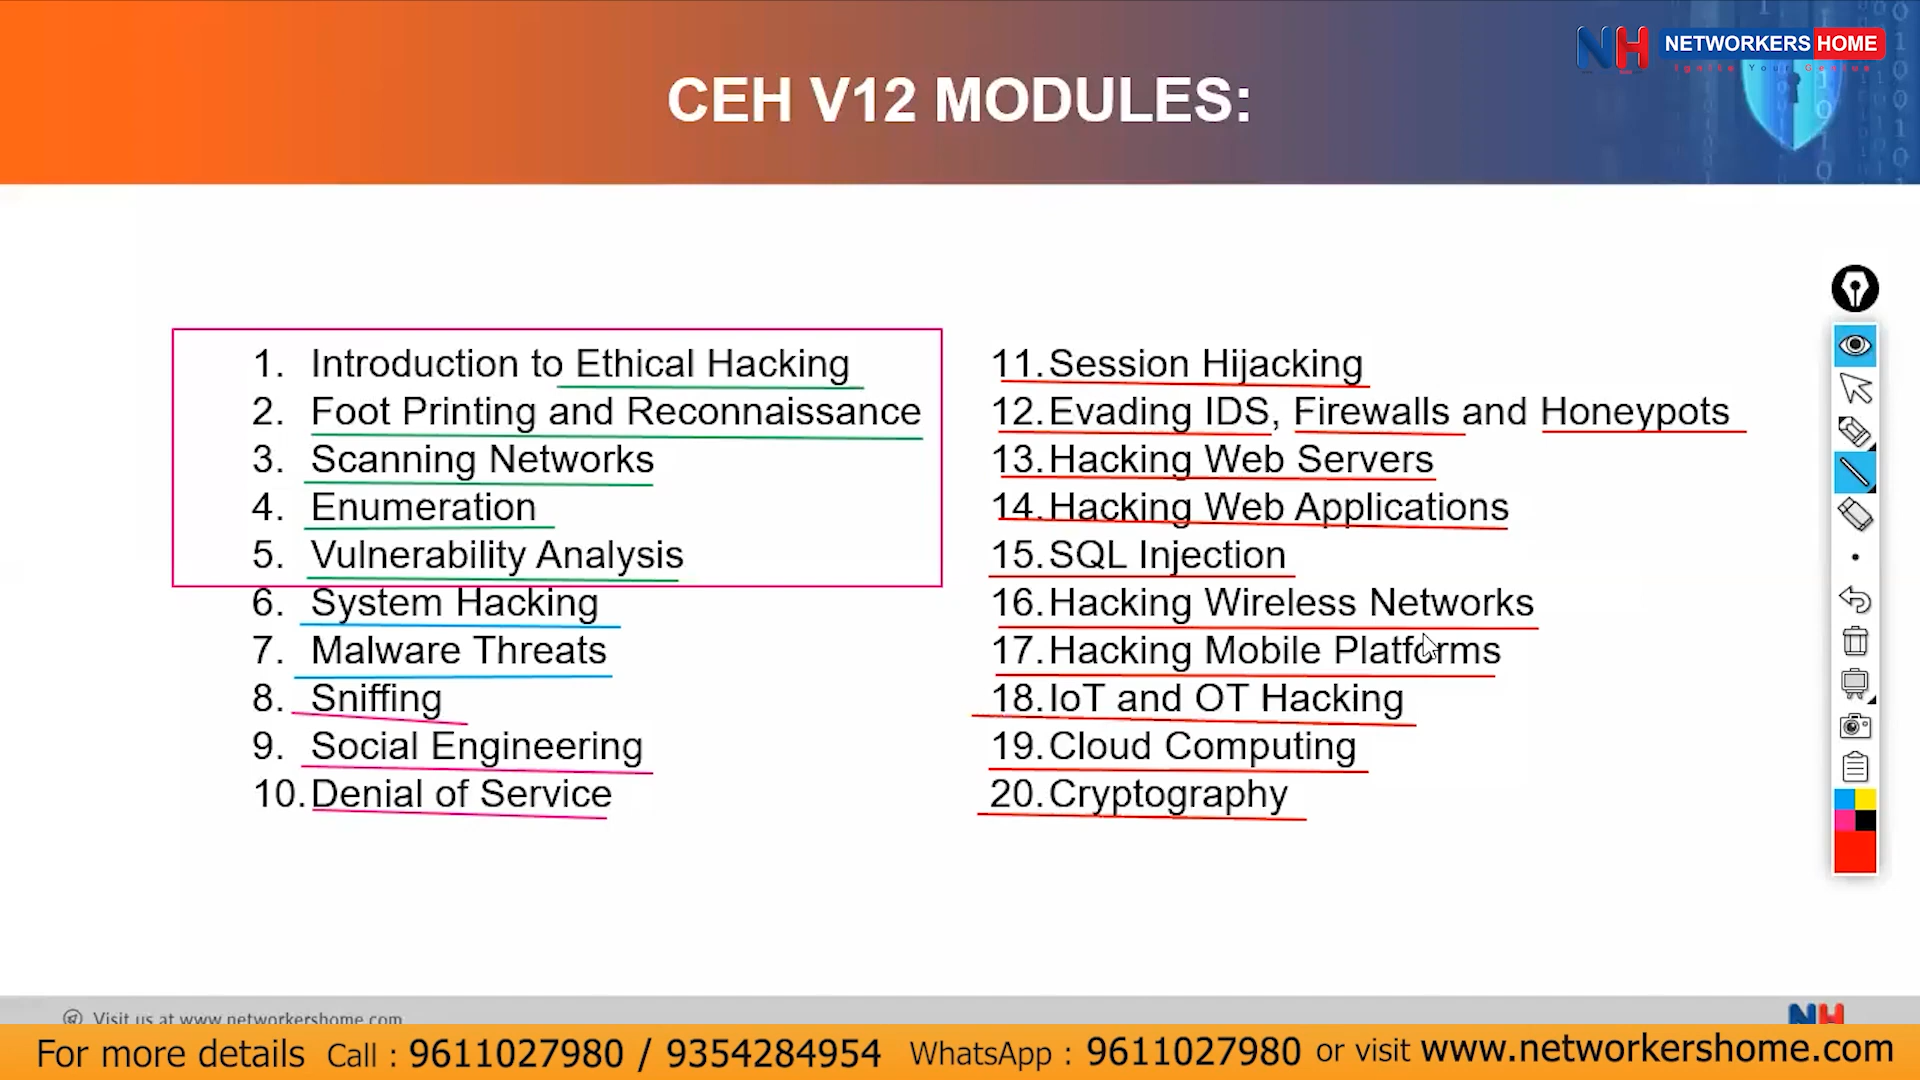 NH NETWORKERS HOME
Ignite Your Genius
CEH V12 MODULES:
1. Introduction to Ethical Hacking
2. Foot Printing and Reconnaissance
3. Scanning Networks
4. Enumeration
5. Vulnerability Analysis
6. System Hacking
7. Malware Threats
8. Sniffing
9. Social Engineering
10. Denial of Service
11. Session Hijacking
12. Evading IDS, Firewalls and Honeypots
13. Hacking Web Servers
14. Hacking Web Applications
15. SQL Injection
16. Hacking Wireless Networks
17. Hacking Mobile Platforms
18. IoT and OT Hacking
19. Cloud Computing
20. Cryptography
Visit us at www.networkershome.com
NH
For more details Call : 9611027980 / 9354284954 WhatsApp : 9611027980 or visit www.networkershome.com